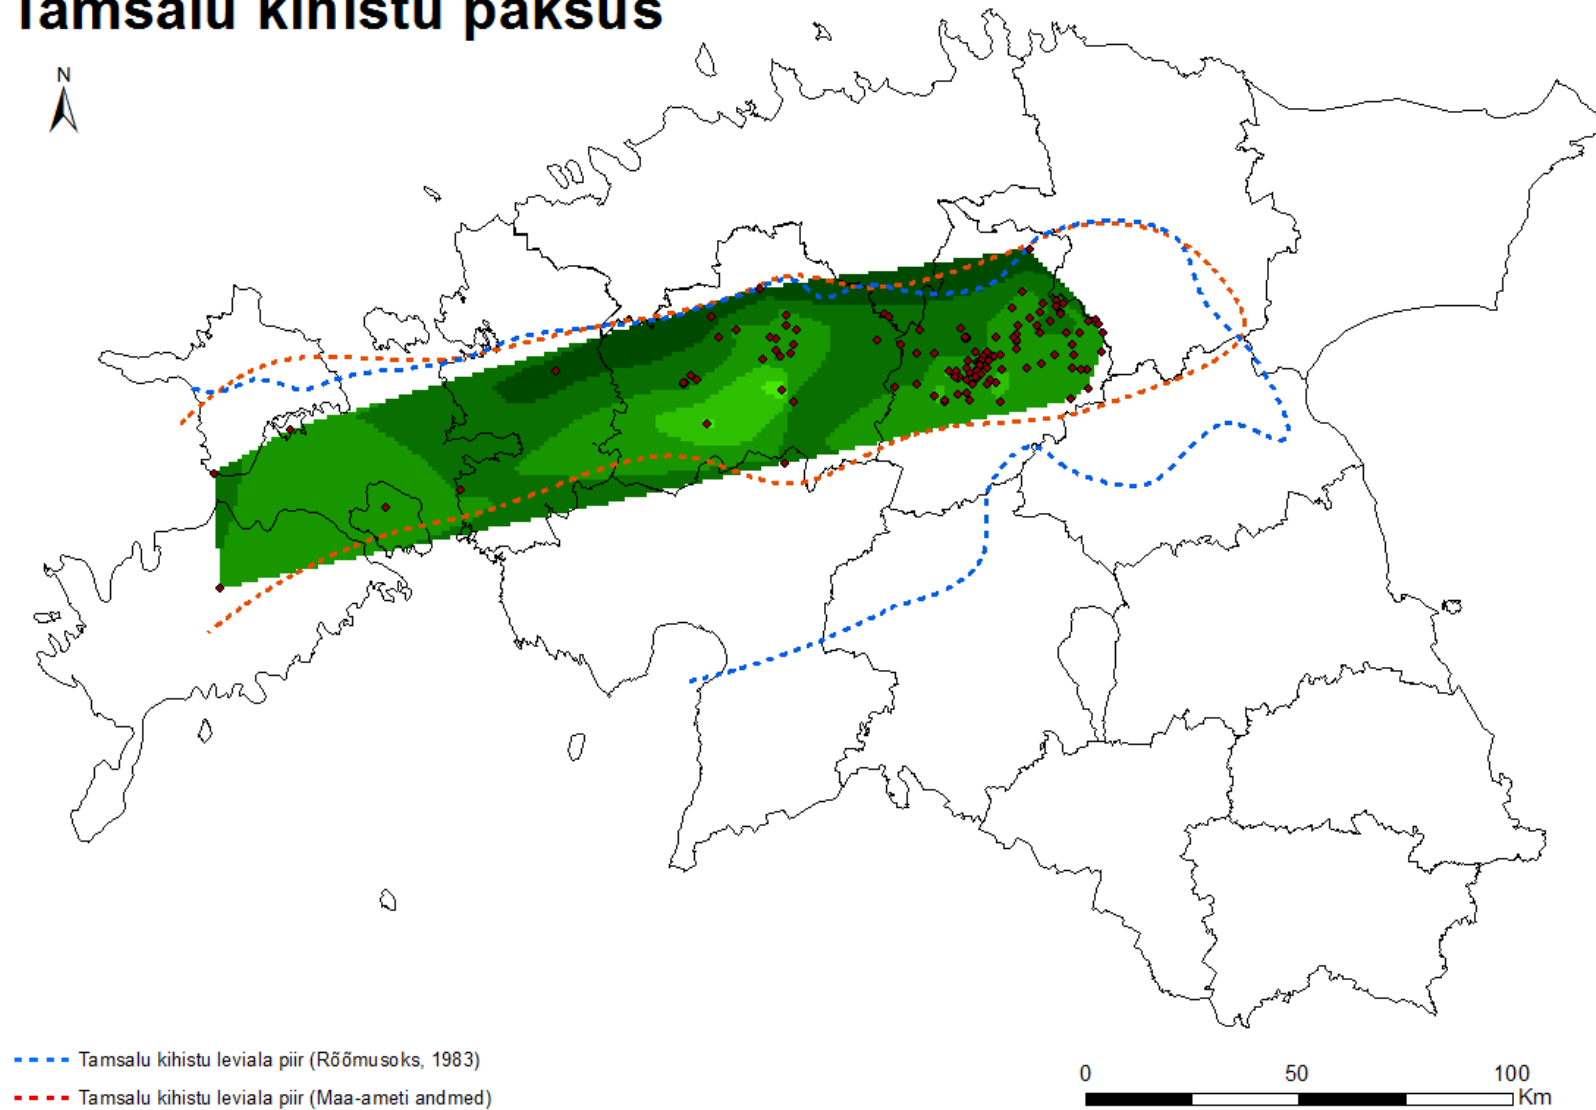 Tamsalu kihistu paksus
N
Tamsalu kihistu leviala piir (Rõõmusoks, 1983)
Tamsalu kihistu leviala piir (Maa-ameti andmed)
0 50 100
Km